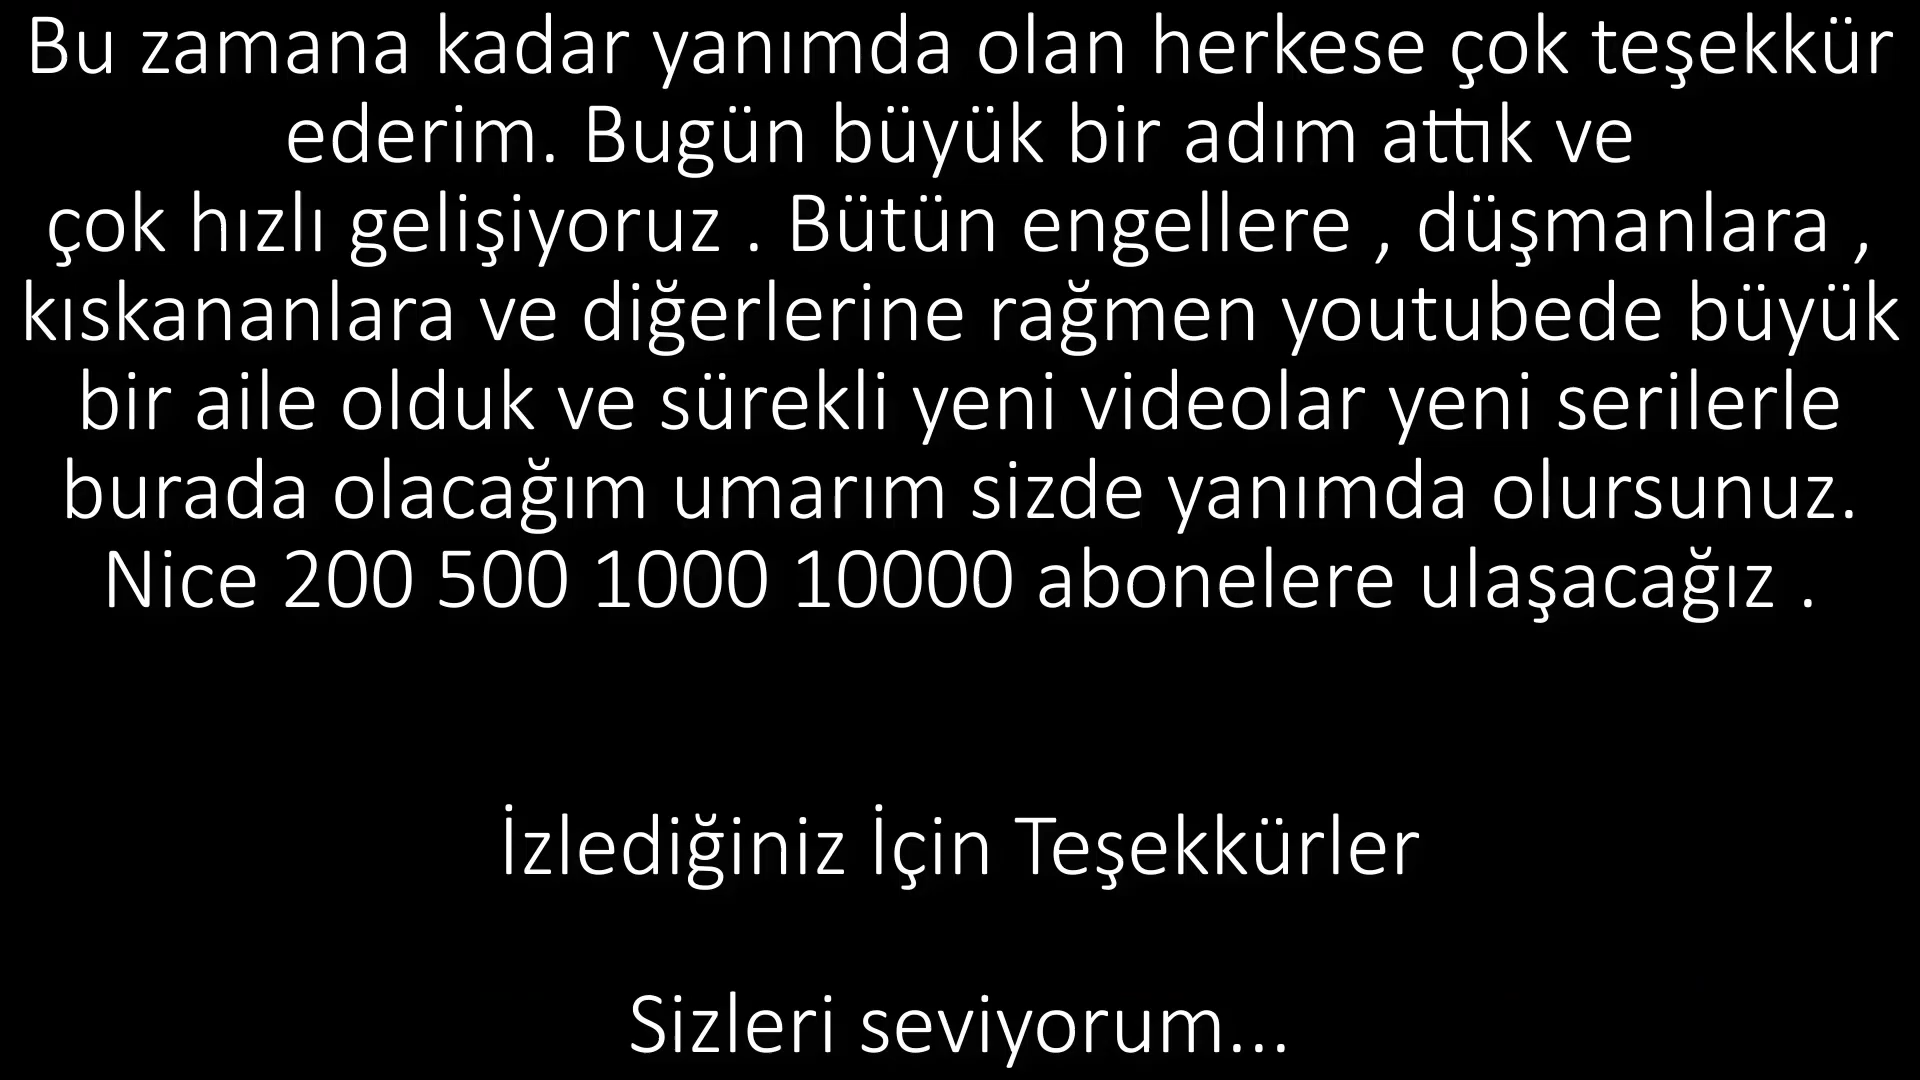 Bu zamana kadar yanımda olan herkese çok teşekkür
ederim. Bugün büyük bir adım attık ve
çok hızlı gelişiyoruz . Bütün engellere , düşmanlara ,
kıskananlara ve diğerlerine rağmen youtubede büyük
bir aile olduk ve sürekli yeni videolar yeni serilerle
burada olacağım umarım sizde yanımda olursunuz.
Nice 200 500 1000 10000 abonelere ulaşacağız .
İzlediğiniz İçin Teşekkürler
Sizleri seviyorum...